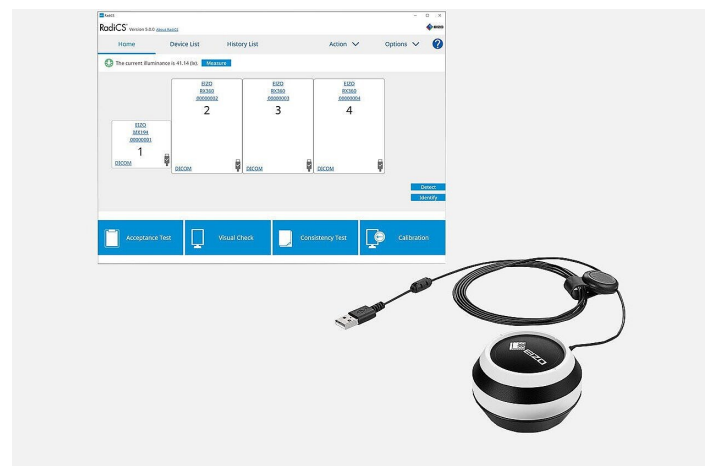 RadiCS
RadiCS Version 5.0.0 About RadiCS
EIZO
Home Device List History List Action Options ?
The current illuminance is 41.14 (lx). Measure
EIZO
MX194
00000001
1
DICOM
EIZO
RX360
00000002
2
DICOM
EIZO
RX360
00000003
3
DICOM
EIZO
RX360
00000004
4
DICOM
Detect
Identify
Acceptance Test Visual Check Consistency Test Calibration
EIZO